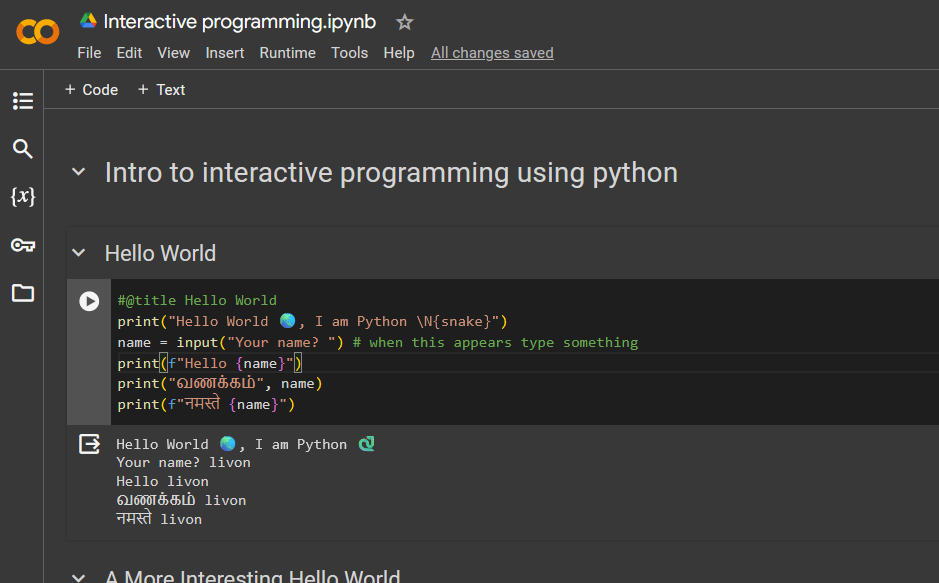 Interactive programming.ipynb
File Edit View Insert Runtime Tools Help All changes saved
+ Code + Text
Intro to interactive programming using python
Hello World
#@title Hello World
print("Hello World 🌏, I am Python \N{snake}")
name = input("Your name? ") # when this appears type something
print(f"Hello {name}")
print("வணக்கம்", name)
print(f"नमस्ते {name}")
Hello World 🌏, I am Python 🐍
Your name? livon
Hello livon
வணக்கம் livon
नमस्ते livon
A More Interesting Hello World